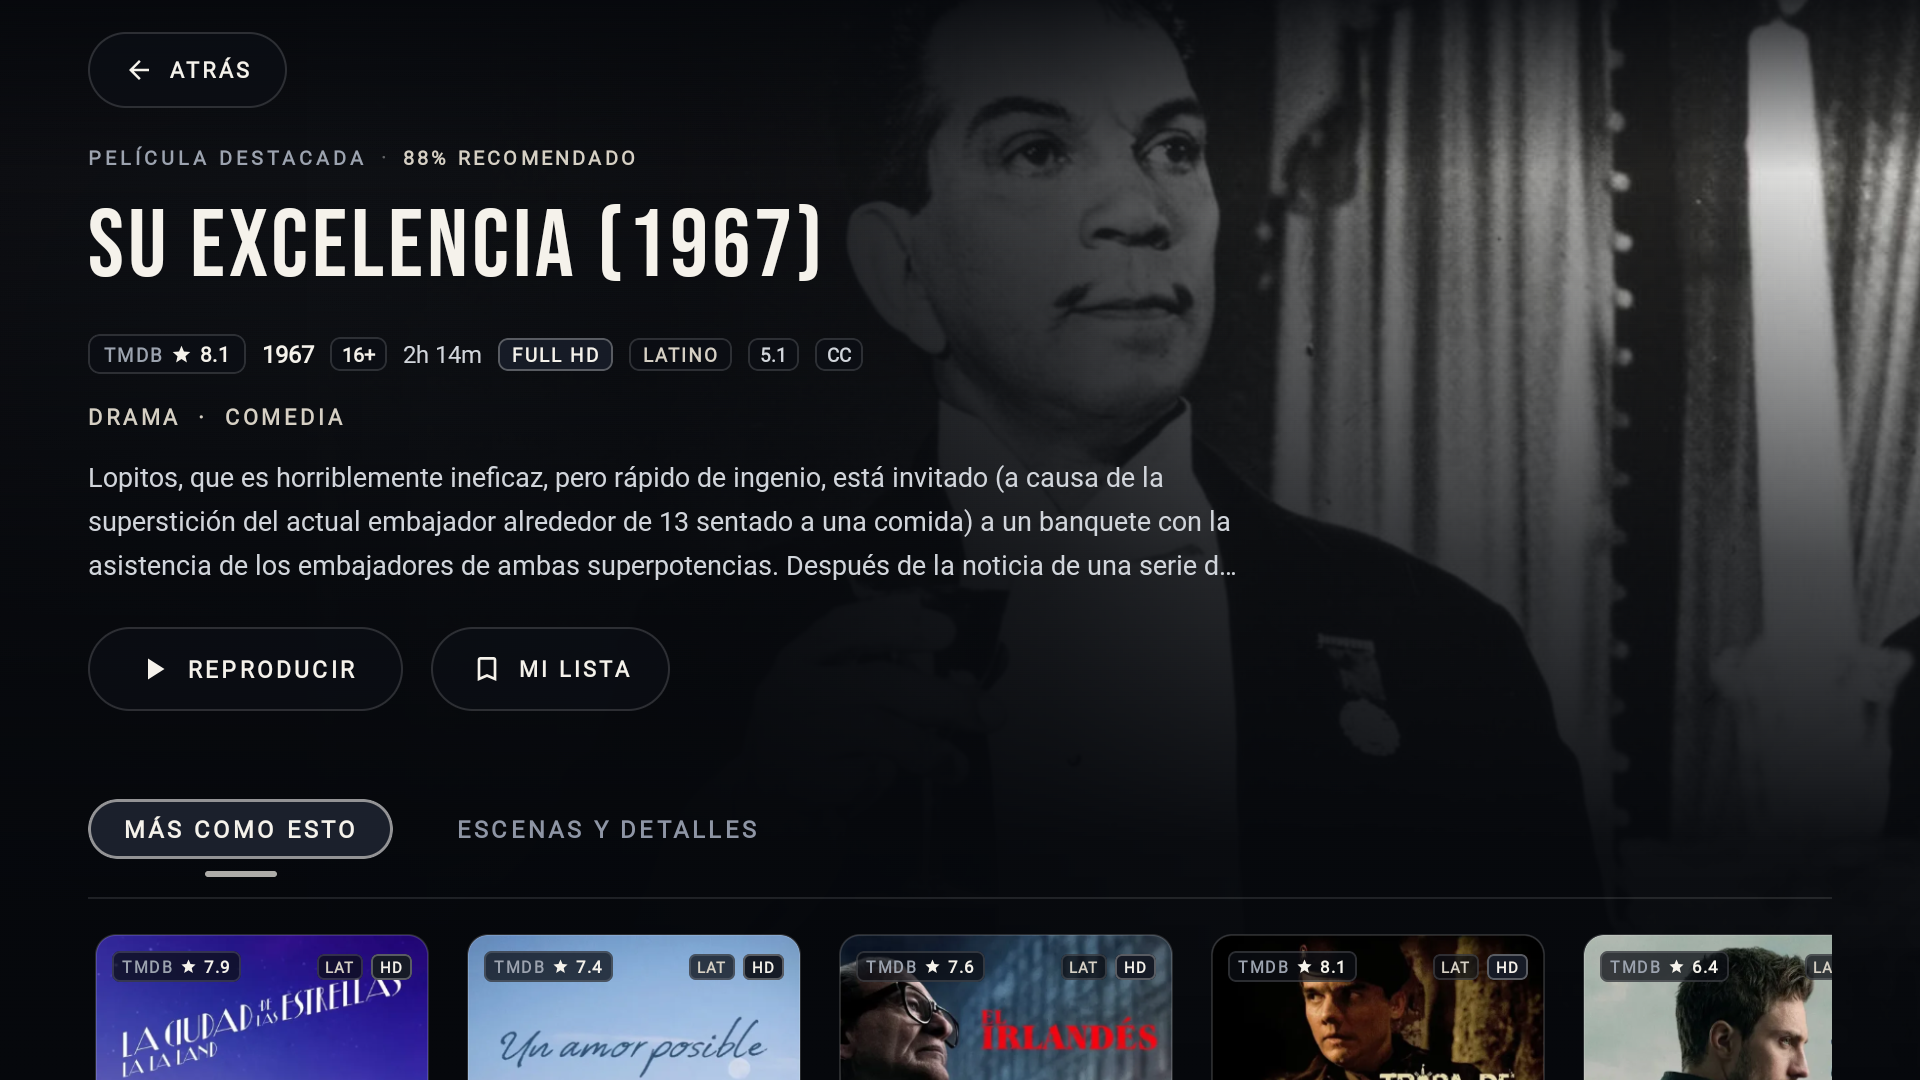 ATRÁS
PELÍCULA DESTACADA · 88% RECOMENDADO
SU EXCELENCIA (1967)
TMDB ★ 8.1 1967 16+ 2h 14m FULL HD LATINO 5.1 CC
DRAMA · COMEDIA
Lopitos, que es horriblemente ineficaz, pero rápido de ingenio, está invitado (a causa de la
superstición del actual embajador alrededor de 13 sentado a una comida) a un banquete con la
asistencia de los embajadores de ambas superpotencias. Después de la noticia de una serie d…
REPRODUCIR MI LISTA
MÁS COMO ESTO ESCENAS Y DETALLES
TMDB ★ 7.9 LAT HD
LA CIUDAD DE LAS ESTRELLAS
LA LA LAND
TMDB ★ 7.4 LAT HD
Un amor posible
TMDB ★ 7.6 LAT HD
EL IRLANDÉS
TMDB ★ 8.1 LAT HD
TMDB ★ 6.4 LA